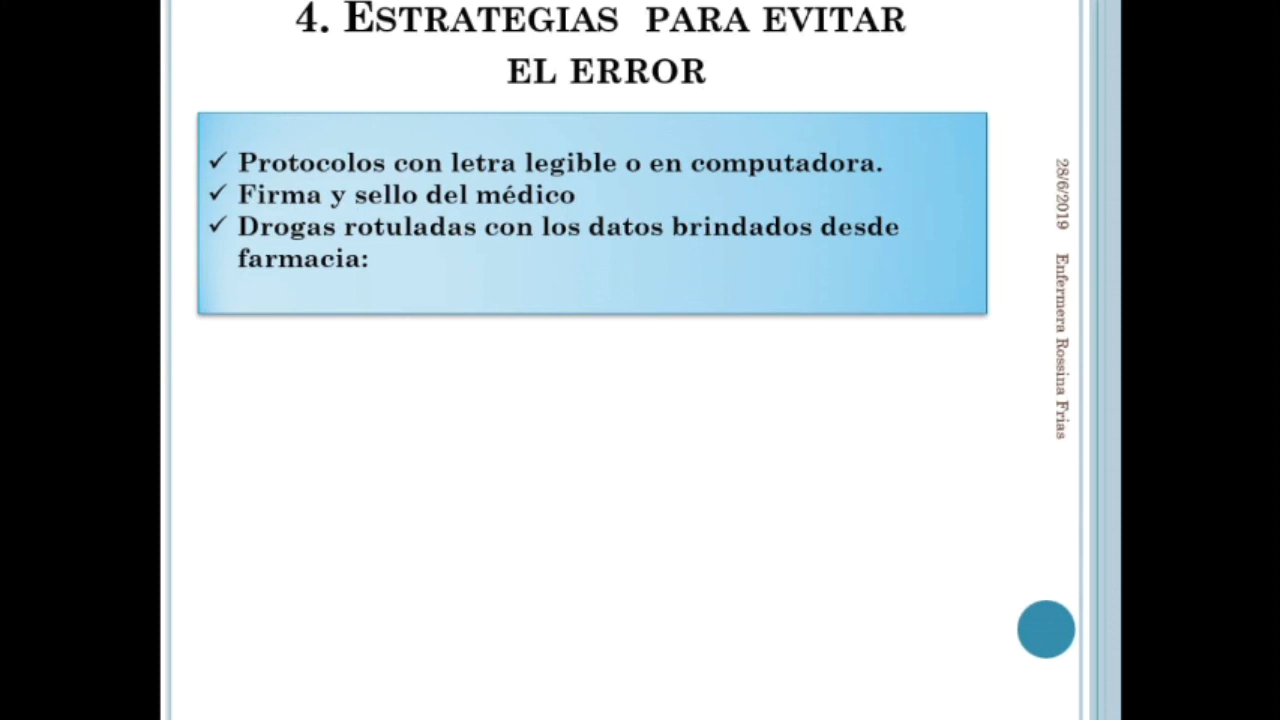 4. ESTRATEGIAS PARA EVITAR
EL ERROR
✓ Protocolos con letra legible o en computadora.
✓ Firma y sello del médico
✓ Drogas rotuladas con los datos brindados desde
farmacia:
28/6/2019 Enfermera Rossina Frias